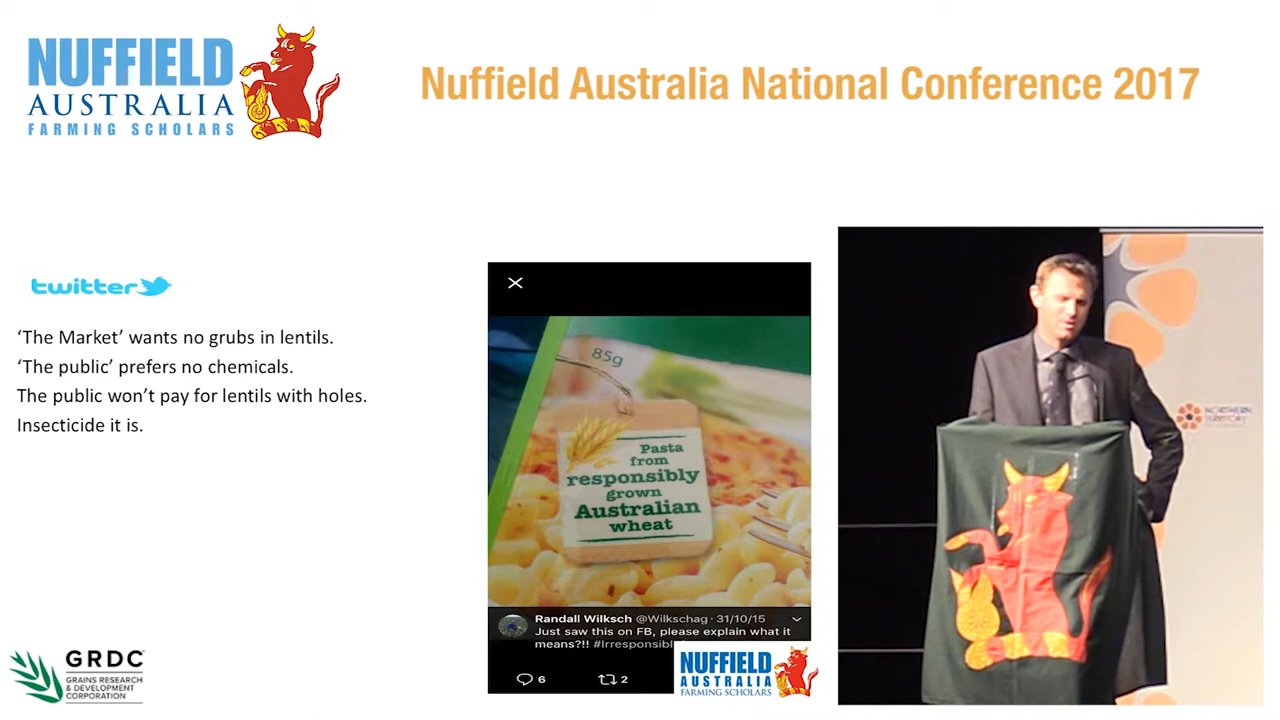 NUFFIELD
AUSTRALIA
FARMING SCHOLARS
Nuffield Australia National Conference 2017
twitter
‘The Market’ wants no grubs in lentils.
‘The public’ prefers no chemicals.
The public won’t pay for lentils with holes.
Insecticide it is.
85g
Pasta
from
responsibly
grown
Australian
wheat
Randall Wilksch @Wilkschag · 31/10/15
Just saw this on FB, please explain what it
means?!! #Irresponsibl
6
2
NUFFIELD
AUSTRALIA
FARMING SCHOLARS
NORTHERN
TERRITORY
GRDC
GRAINS RESEARCH
& DEVELOPMENT
CORPORATION